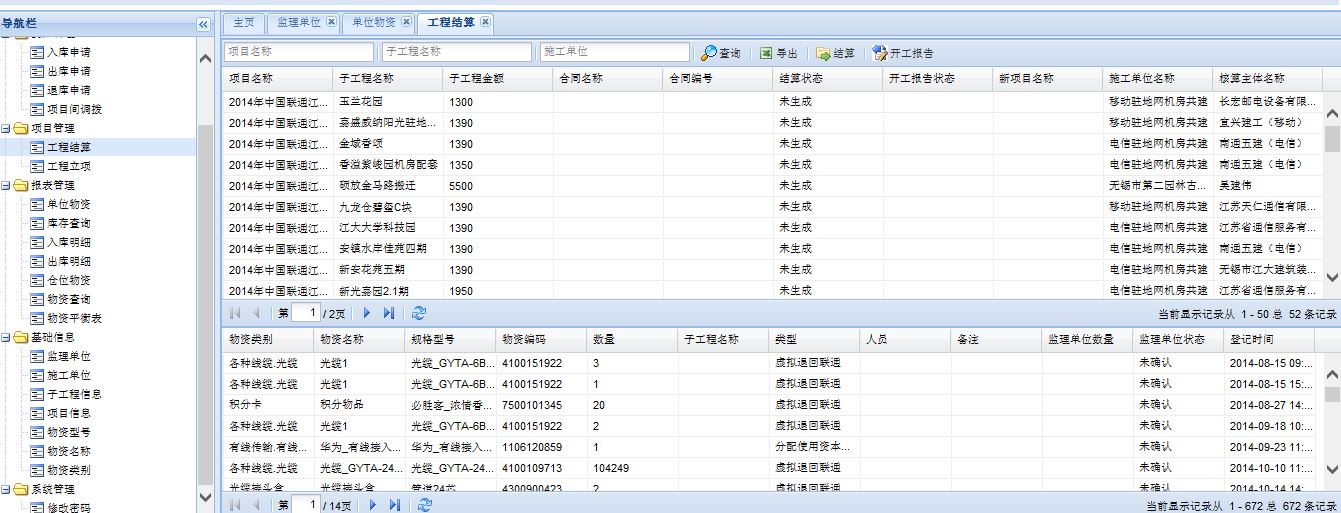 导航栏
主页 监理单位 单位物资 工程结算
入库申请
出库申请
退库申请
项目间调拨
项目管理
工程结算
工程立项
报表管理
单位物资
库存查询
入库明细
出库明细
仓位物资
物资查询
物资平衡表
基础信息
监理单位
施工单位
子工程信息
项目信息
物资型号
物资名称
物资类别
系统管理
修改密码
项目名称 子工程名称 施工单位 查询 导出 结算 开工报告
项目名称 子工程名称 子工程金额 合同名称 合同编号 结算状态 开工报告状态 新项目名称 施工单位名称 核算主体名称
2014年中国联通江... 玉兰花园 1300 未生成 移动驻地网机房共建 长宏邮电设备有限...
2014年中国联通江... 嘉盛威纳阳光驻地... 1390 未生成 移动驻地网机房共建 宜兴建工（移动）
2014年中国联通江... 金域香颂 1390 未生成 电信驻地网机房共建 南通五建（电信）
2014年中国联通江... 香溢紫崚园机房配套 1350 未生成 电信驻地网机房共建 南通五建（电信）
2014年中国联通江... 硕放金马路搬迁 5500 未生成 无锡市第二园林古... 吴建伟
2014年中国联通江... 九龙仓碧玺C块 1390 未生成 移动驻地网机房共建 江苏天仁通信有限...
2014年中国联通江... 江大大学科技园 1390 未生成 电信驻地网机房共建 江苏省通信服务有...
2014年中国联通江... 安镇水岸佳苑四期 1390 未生成 电信驻地网机房共建 南通五建（电信）
2014年中国联通江... 新安花苑五期 1390 未生成 电信驻地网机房共建 无锡市江大建筑装...
2014年中国联通江... 新光嘉园2.1期 1950 未生成 电信驻地网机房共建 江苏省通信服务有...
第 1 / 2页 当前显示记录从 1 - 50 总 52 条记录
物资类别 物资名称 规格型号 物资编码 数量 子工程名称 类型 人员 备注 监理单位数量 监理单位状态 登记时间
各种线缆.光缆 光缆1 光缆_GYTA-6B... 4100151922 3 虚拟退回联通 未确认 2014-08-15 09:...
各种线缆.光缆 光缆1 光缆_GYTA-6B... 4100151922 1 虚拟退回联通 未确认 2014-08-15 15:...
积分卡 积分物品 必胜客_浓情香... 7500101345 20 虚拟退回联通 未确认 2014-08-27 14:...
各种线缆.光缆 光缆1 光缆_GYTA-6B... 4100151922 2 虚拟退回联通 未确认 2014-09-18 10:...
有线传输.有线... 华为_有线接入... 华为_有线接入... 1106120859 1 分配使用资本... 未确认 2014-09-23 11:...
各种线缆.光缆 光缆_GYTA-24... 光缆_GYTA-24... 4100109713 104249 虚拟退回联通 未确认 2014-10-10 11:...
光缆接头盒 光缆接头盒 管道24芯 4300900423 2 虚拟退回联通 未确认 2014-10-14 14:...
第 1 / 14页 当前显示记录从 1 - 672 总 672 条记录